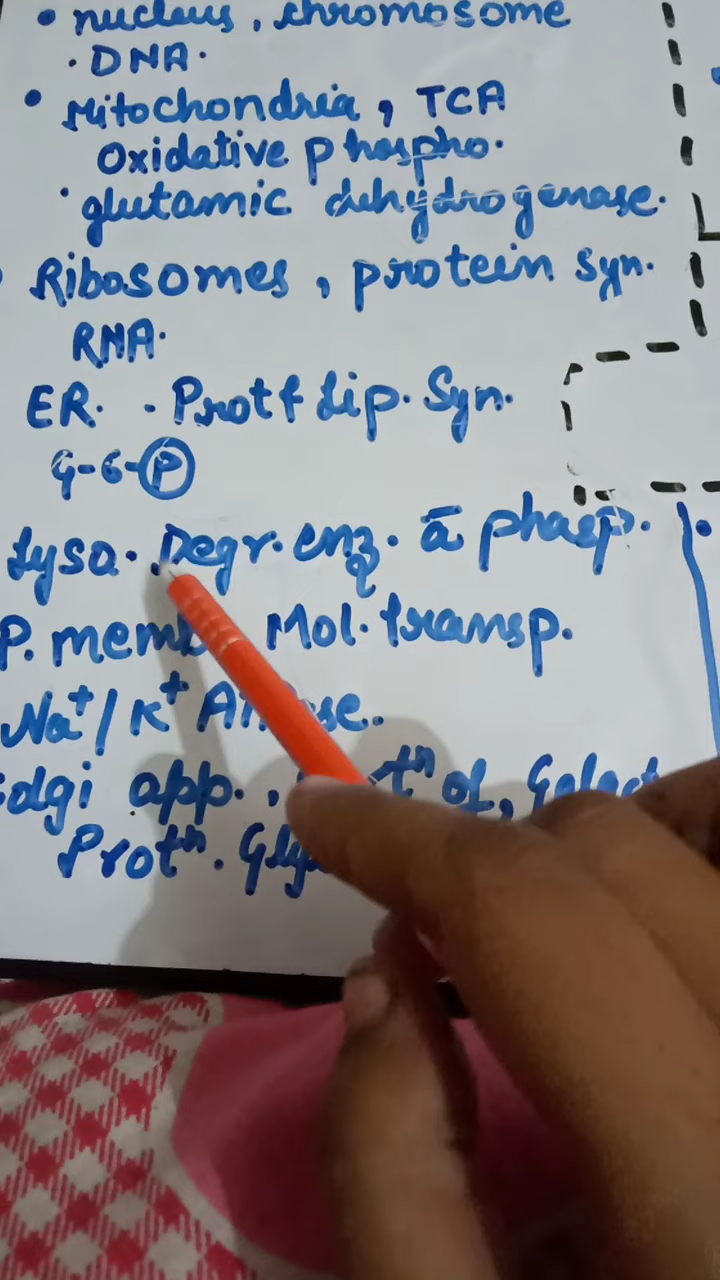 • nucleus, chromosome
. DNA.
• Mitochondria, TCA
Oxidative phospho.
. glutamic dehydrogenase.
Ribosomes, protein Syn.
RNA.
ER. . Prot & Lip. Syn.
G-6-P
Lyso. Degr. enz. ā phosp.
P. memb Mol. transp.
Na+/K+
app.,
Protn.